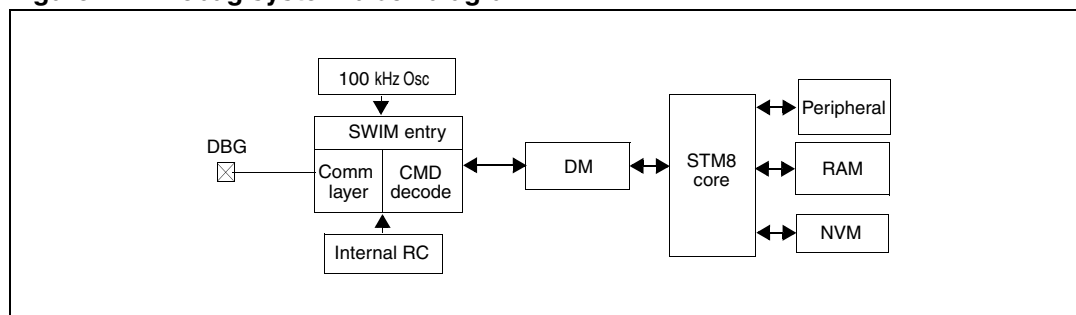 100 kHz Osc
SWIM entry
DBG
Comm
layer
CMD
decode
Internal RC
DM
STM8
core
Peripheral
RAM
NVM